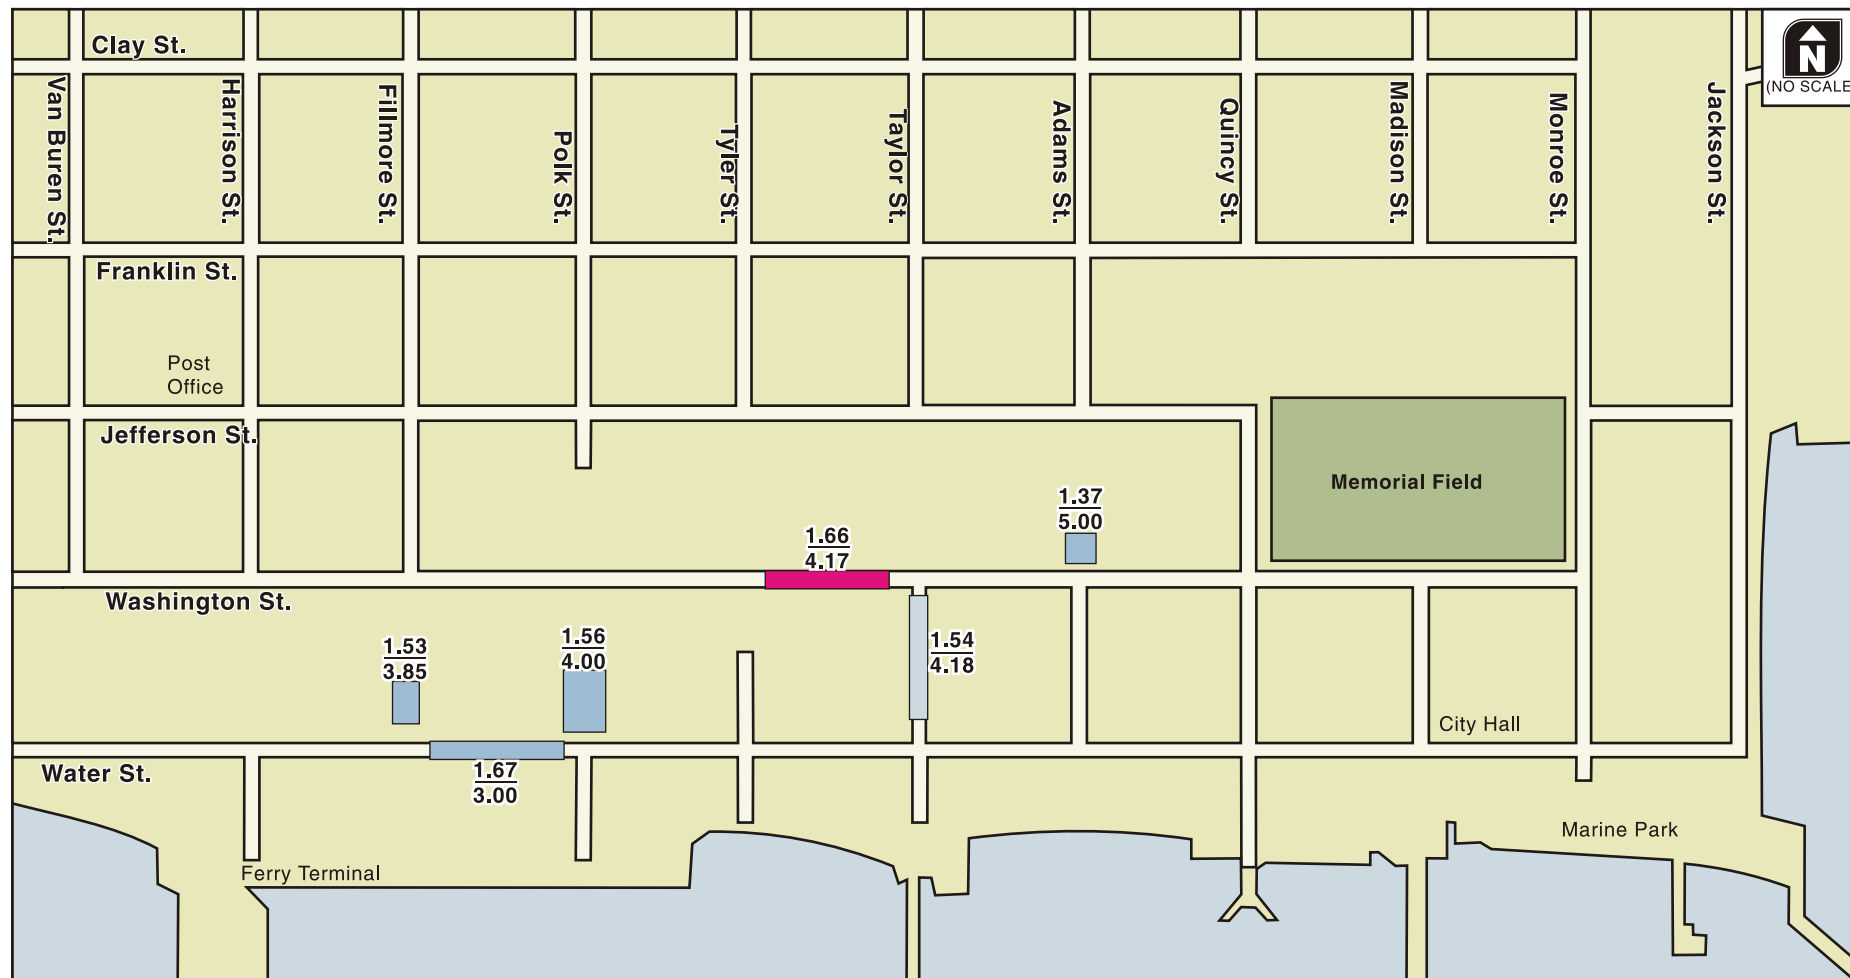 Clay St.
N
(NO SCALE
Van Buren St.
Harrison St.
Fillmore St.
Polk St.
Tyler St.
Taylor St.
Adams St.
Quincy St.
Madison St.
Monroe St.
Jackson St.
Franklin St.
Post
Office
Jefferson St.
Memorial Field
1.37
5.00
1.66
4.17
Washington St.
1.53
3.85
1.56
4.00
1.54
4.18
City Hall
Water St.
1.67
3.00
Marine Park
Ferry Terminal